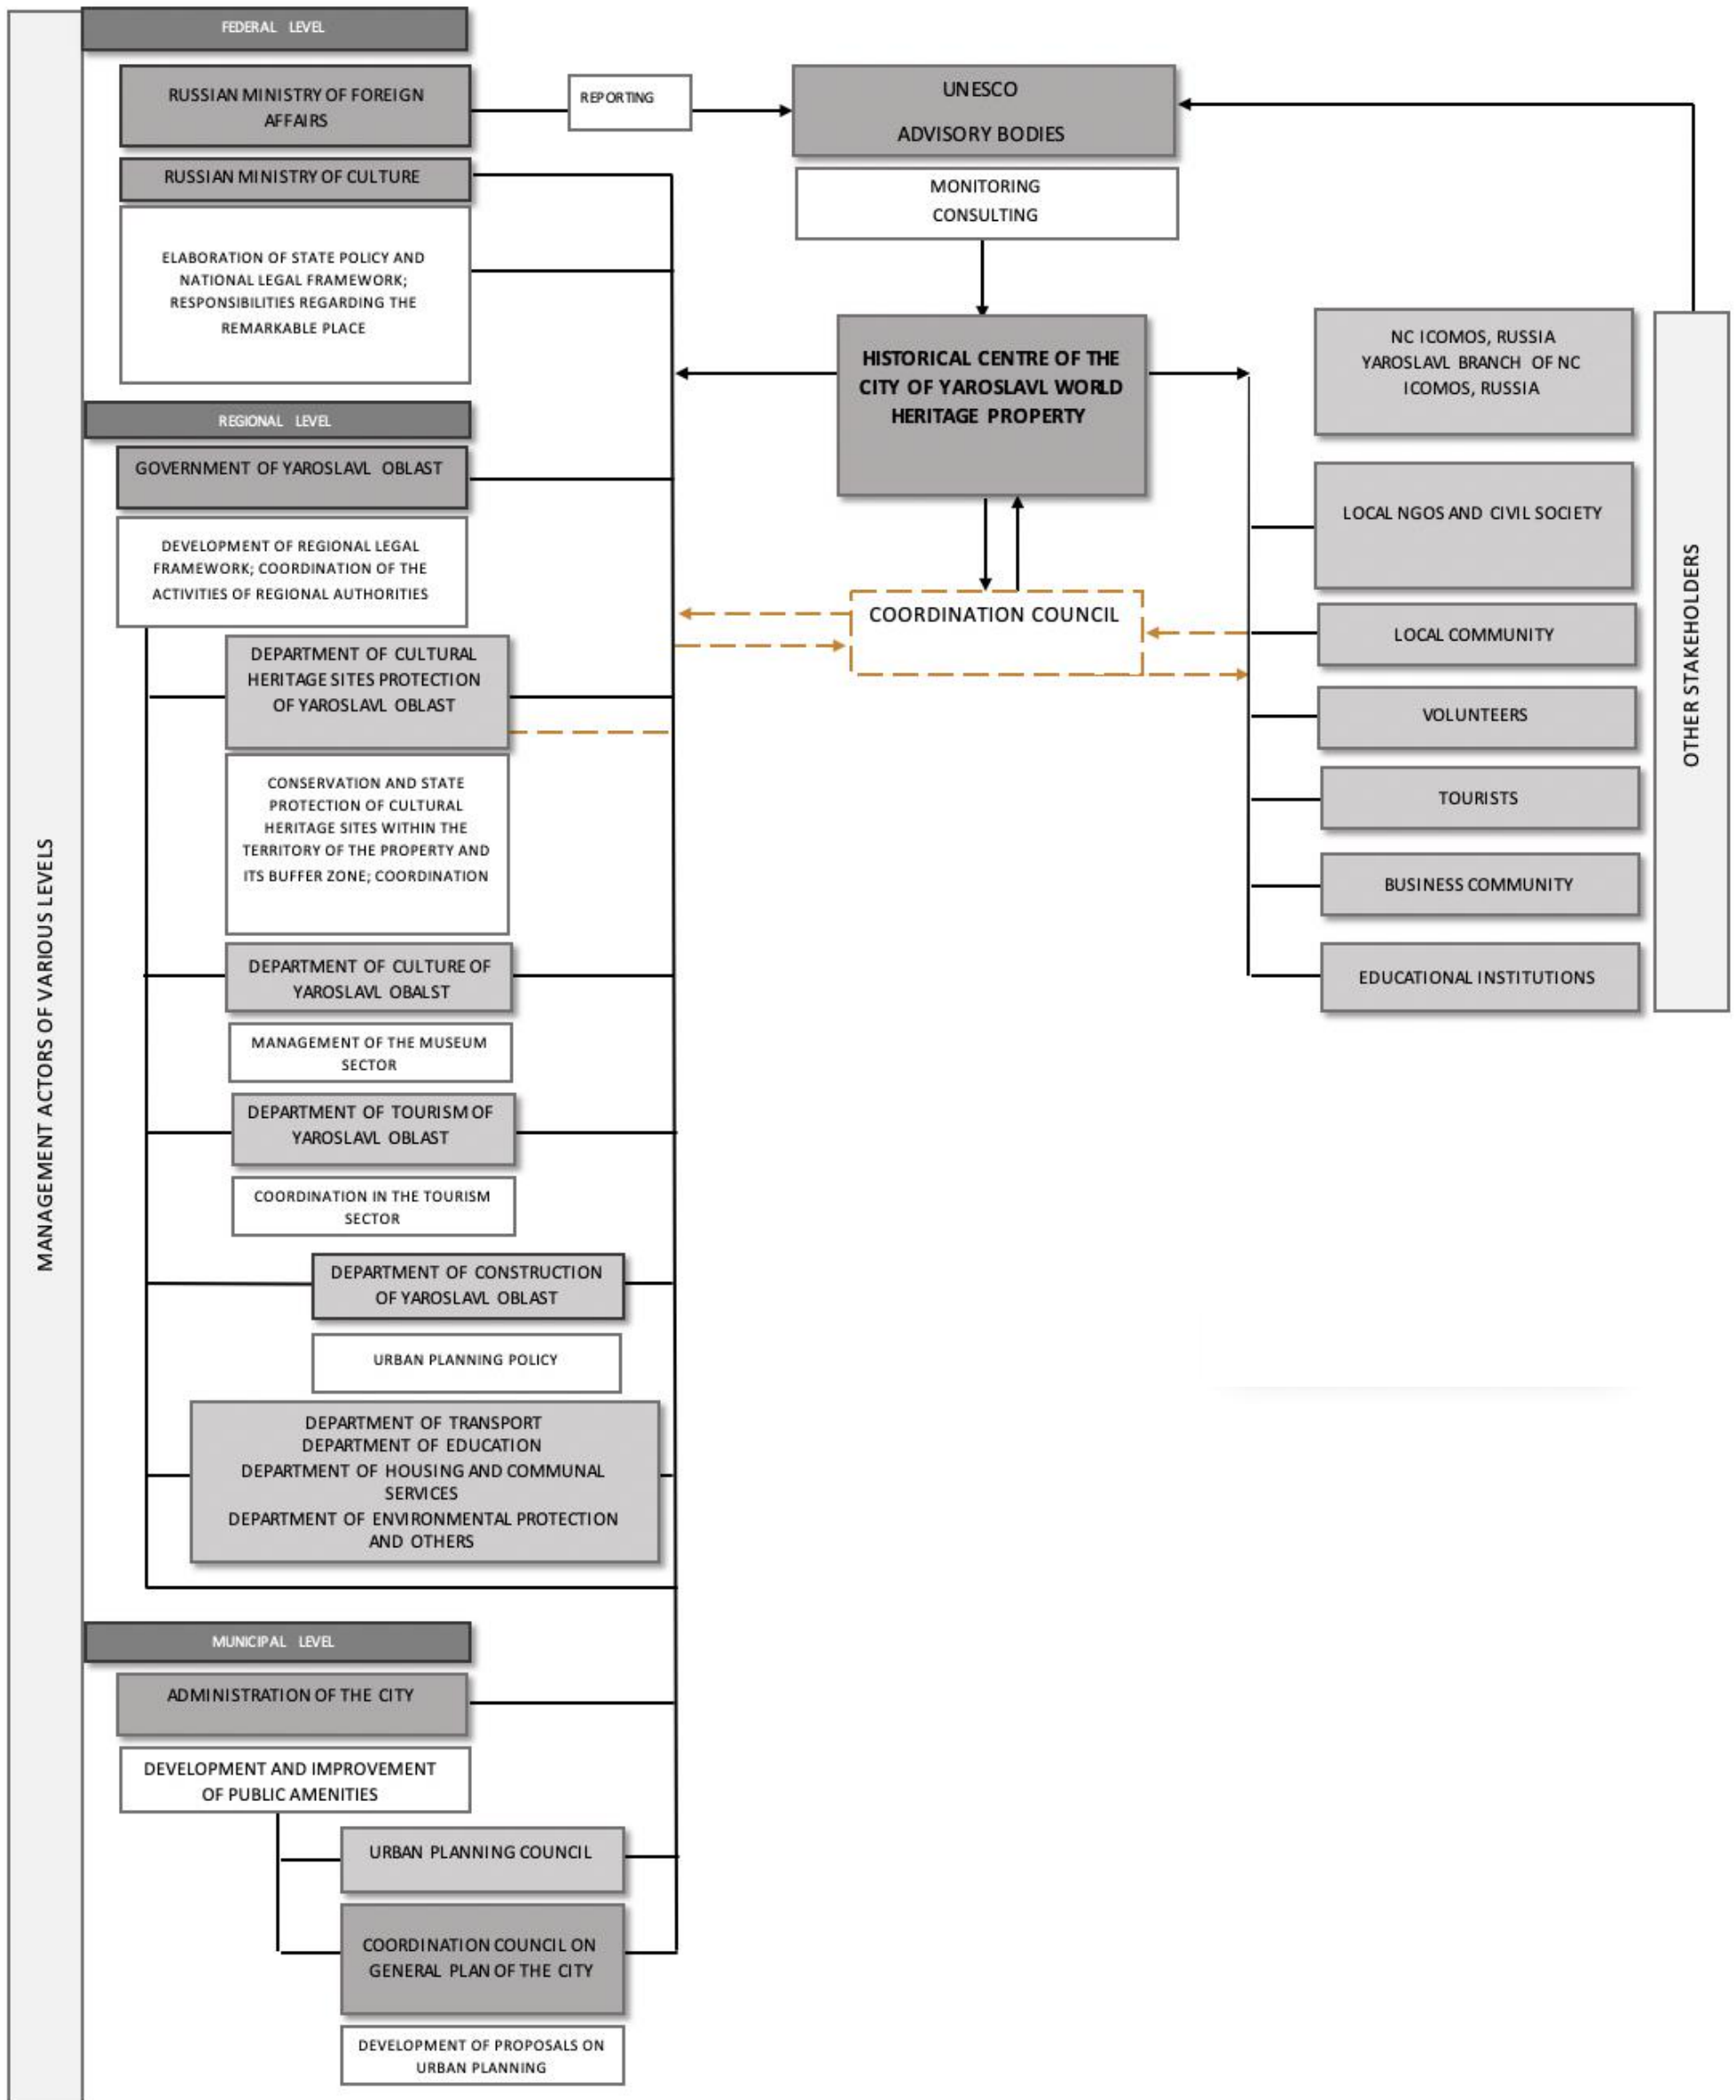 MANAGEMENT ACTORS OF VARIOUS LEVELS
FEDERAL LEVEL
RUSSIAN MINISTRY OF FOREIGN
AFFAIRS
REPORTING
UNESCO
ADVISORY BODIES
MONITORING
CONSULTING
RUSSIAN MINISTRY OF CULTURE
ELABORATION OF STATE POLICY AND
NATIONAL LEGAL FRAMEWORK;
RESPONSIBILITIES REGARDING THE
REMARKABLE PLACE
HISTORICAL CENTRE OF THE
CITY OF YAROSLAVL WORLD
HERITAGE PROPERTY
COORDINATION COUNCIL
REGIONAL LEVEL
GOVERNMENT OF YAROSLAVL OBLAST
DEVELOPMENT OF REGIONAL LEGAL
FRAMEWORK; COORDINATION OF THE
ACTIVITIES OF REGIONAL AUTHORITIES
DEPARTMENT OF CULTURAL
HERITAGE SITES PROTECTION
OF YAROSLAVL OBLAST
CONSERVATION AND STATE
PROTECTION OF CULTURAL
HERITAGE SITES WITHIN THE
TERRITORY OF THE PROPERTY AND
ITS BUFFER ZONE; COORDINATION
DEPARTMENT OF CULTURE OF
YAROSLAVL OBALST
MANAGEMENT OF THE MUSEUM
SECTOR
DEPARTMENT OF TOURISM OF
YAROSLAVL OBLAST
COORDINATION IN THE TOURISM
SECTOR
DEPARTMENT OF CONSTRUCTION
OF YAROSLAVL OBLAST
URBAN PLANNING POLICY
DEPARTMENT OF TRANSPORT
DEPARTMENT OF EDUCATION
DEPARTMENT OF HOUSING AND COMMUNAL
SERVICES
DEPARTMENT OF ENVIRONMENTAL PROTECTION
AND OTHERS
MUNICIPAL LEVEL
ADMINISTRATION OF THE CITY
DEVELOPMENT AND IMPROVEMENT
OF PUBLIC AMENITIES
URBAN PLANNING COUNCIL
COORDINATION COUNCIL ON
GENERAL PLAN OF THE CITY
DEVELOPMENT OF PROPOSALS ON
URBAN PLANNING
NC ICOMOS, RUSSIA
YAROSLAVL BRANCH OF NC
ICOMOS, RUSSIA
LOCAL NGOS AND CIVIL SOCIETY
LOCAL COMMUNITY
VOLUNTEERS
TOURISTS
BUSINESS COMMUNITY
EDUCATIONAL INSTITUTIONS
OTHER STAKEHOLDERS